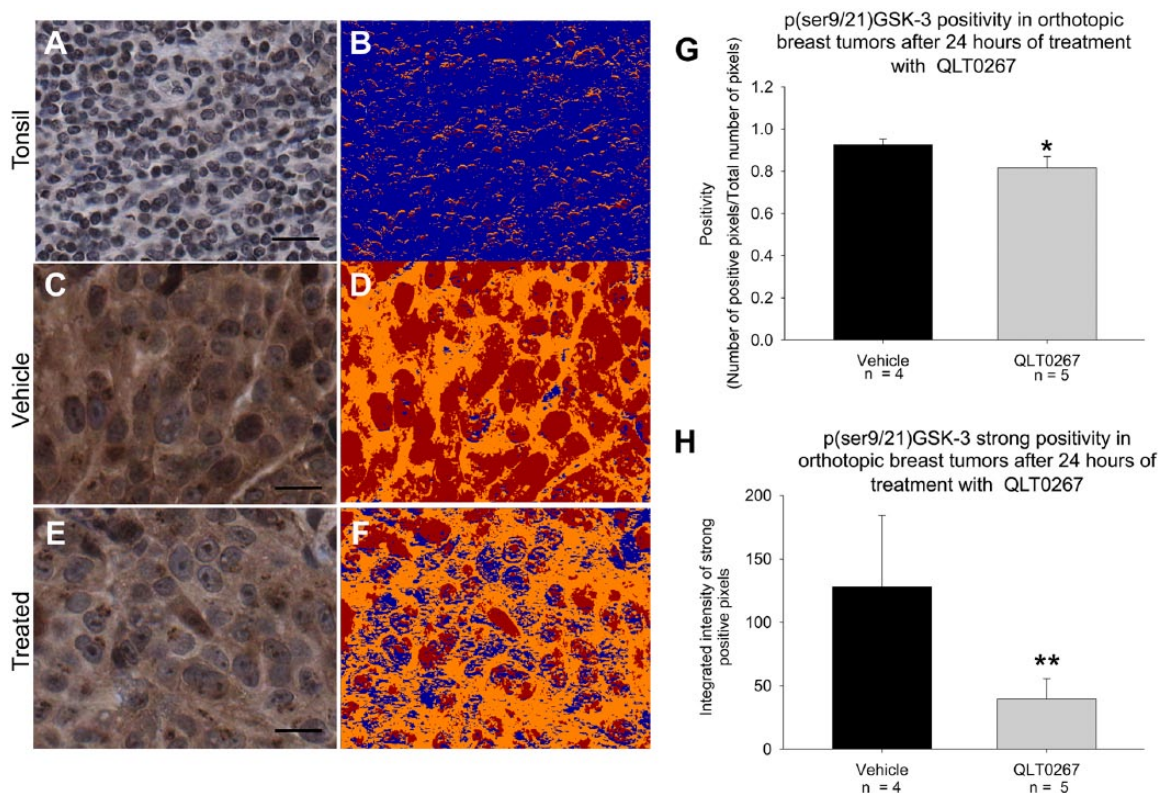 A
B
Tonsil
C
D
Vehicle
E
F
Treated
G
p(ser9/21)GSK-3 positivity in orthotopic
breast tumors after 24 hours of treatment
with QLT0267
Positivity
(Number of positive pixels/Total number of pixels)
1.2
1.0
0.8
0.6
0.4
0.2
0.0
*
Vehicle
n = 4
QLT0267
n = 5
H
p(ser9/21)GSK-3 strong positivity in
orthotopic breast tumors after 24 hours of
treatment with QLT0267
Integrated intensity of strong
positive pixels
200
150
100
50
0
**
Vehicle
n = 4
QLT0267
n = 5